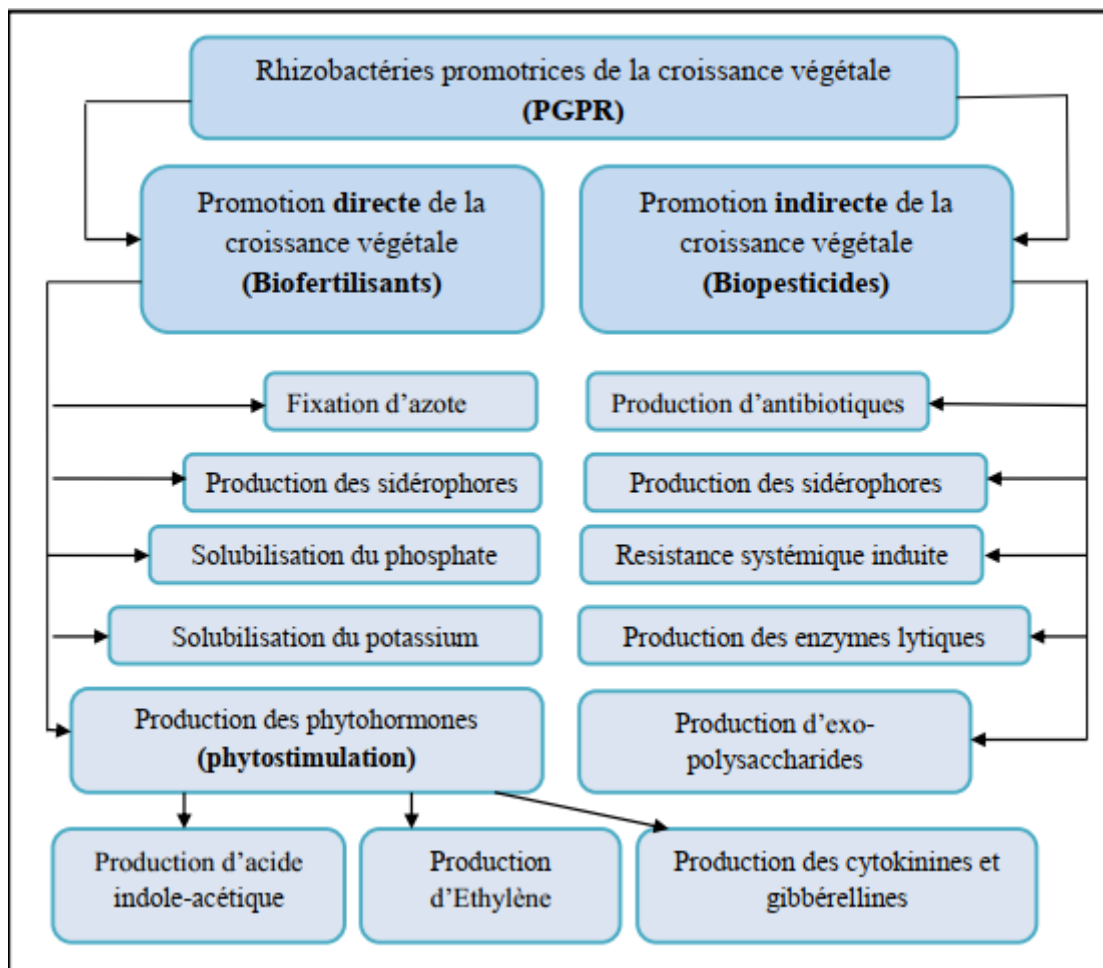 Rhizobactéries promotrices de la croissance végétale
(PGPR)
Promotion directe de la
croissance végétale
(Biofertilisants)
Promotion indirecte de la
croissance végétale
(Biopesticides)
Fixation d’azote
Production d’antibiotiques
Production des sidérophores
Production des sidérophores
Solubilisation du phosphate
Resistance systémique induite
Solubilisation du potassium
Production des enzymes lytiques
Production des phytohormones
(phytostimulation)
Production d’exo-
polysaccharides
Production d’acide
indole-acétique
Production
d’Ethylène
Production des cytokinines et
gibbérellines